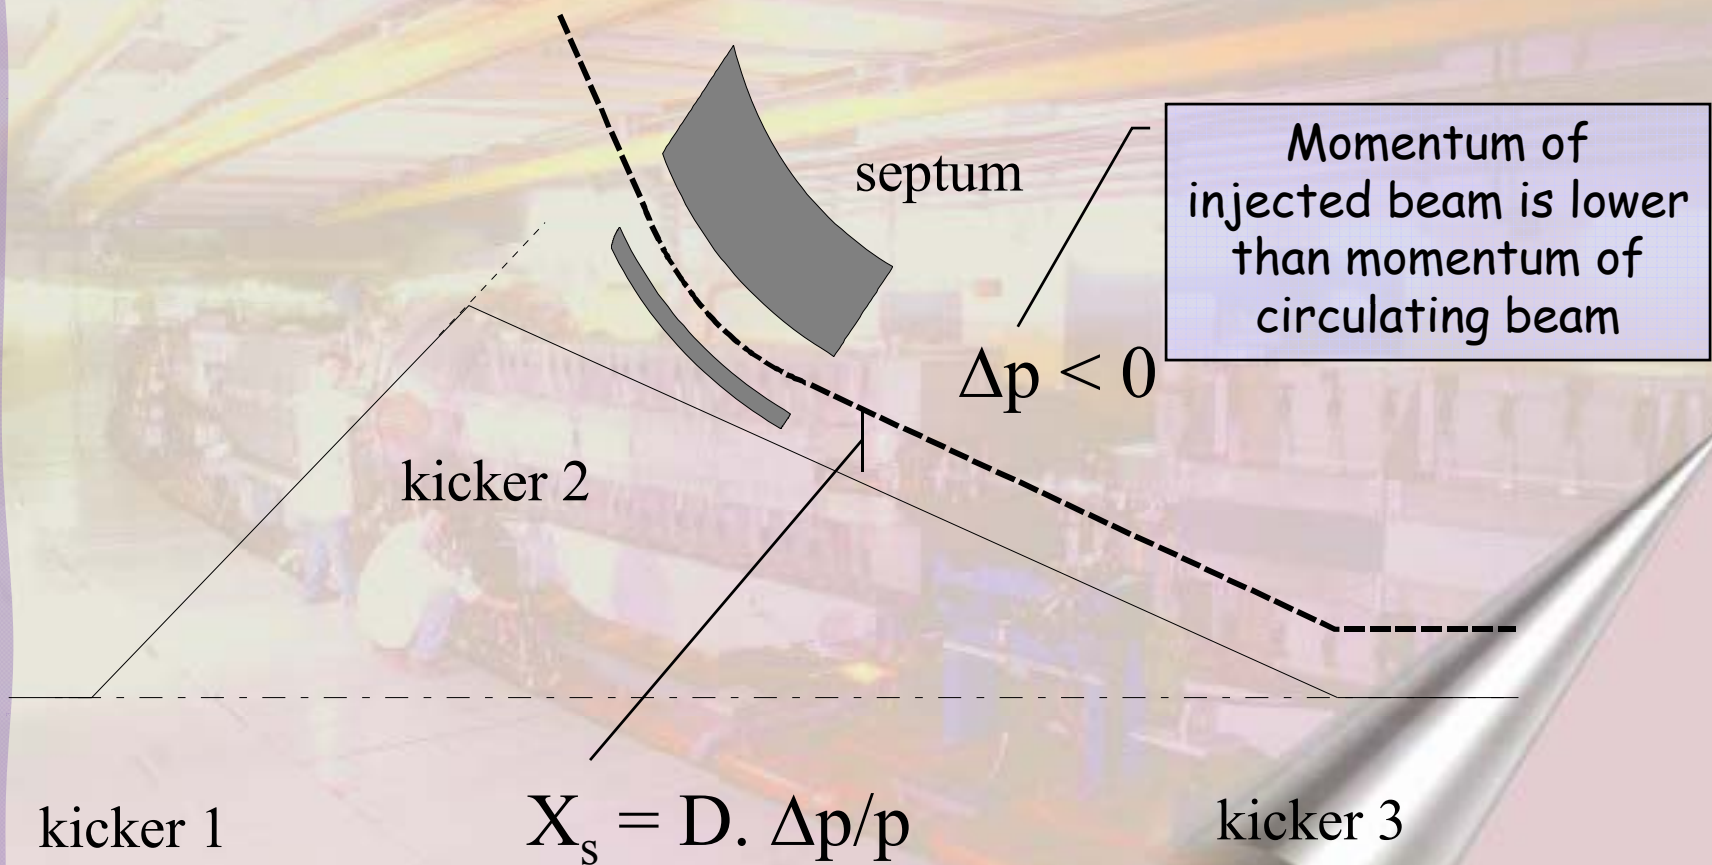 septum
Momentum of
injected beam is lower
than momentum of
circulating beam
Δp < 0
kicker 2
kicker 1
Xs = D. Δp/p
kicker 3